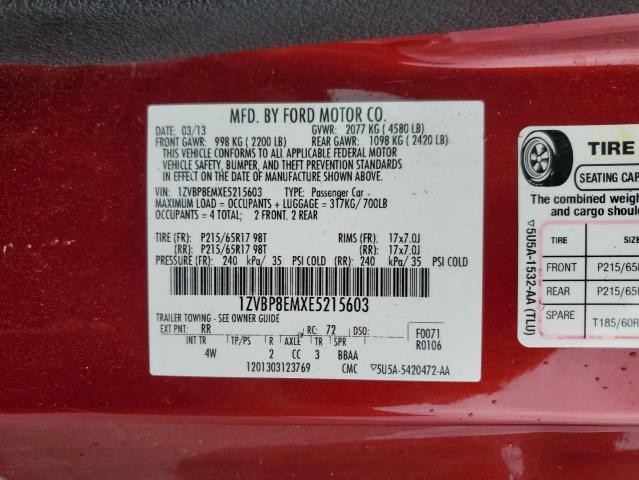 MFD. BY FORD MOTOR CO.
DATE: 03/13 GVWR: 2077 KG ( 4580 LB)
FRONT GAWR: 998 KG ( 2200 LB) REAR GAWR: 1098 KG ( 2420 LB)
THIS VEHICLE CONFORMS TO ALL APPLICABLE FEDERAL MOTOR
VEHICLE SAFETY, BUMPER, AND THEFT PREVENTION STANDARDS
IN EFFECT ON THE DATE OF MANUFACTURE SHOWN ABOVE.
VIN: 1ZVBP8EMXE5215603 TYPE: Passenger Car
MAXIMUM LOAD = OCCUPANTS + LUGGAGE = 317KG/ 700LB
OCCUPANTS = 4 TOTAL; 2 FRONT, 2 REAR
TIRE (FR): P215/65R17 98T RIMS (FR): 17x7.0J
(RR): P215/65R17 98T (RR): 17x7.0J
PRESSURE (FR): 240 kPa/ 35 PSI COLD (RR): 240 kPa/ 35 PSI COLD
1ZVBP8EMXE5215603
TRAILER TOWING - SEE OWNER GUIDE
EXT PNT: RR RC: 72 DSO: F0071
INT TR TP/PS R AXLE TR SPR R0106
4W 2 CC 3 BBAA
1201303123769 CMC ▽5U5A-5420472-AA
TIRE
SEATING CAP
The combined weigh
and cargo should
TIRE SIZ
FRONT P215/65
REAR P215/65
SPARE T185/60R
▽5U5A-1532-AA (TLU)